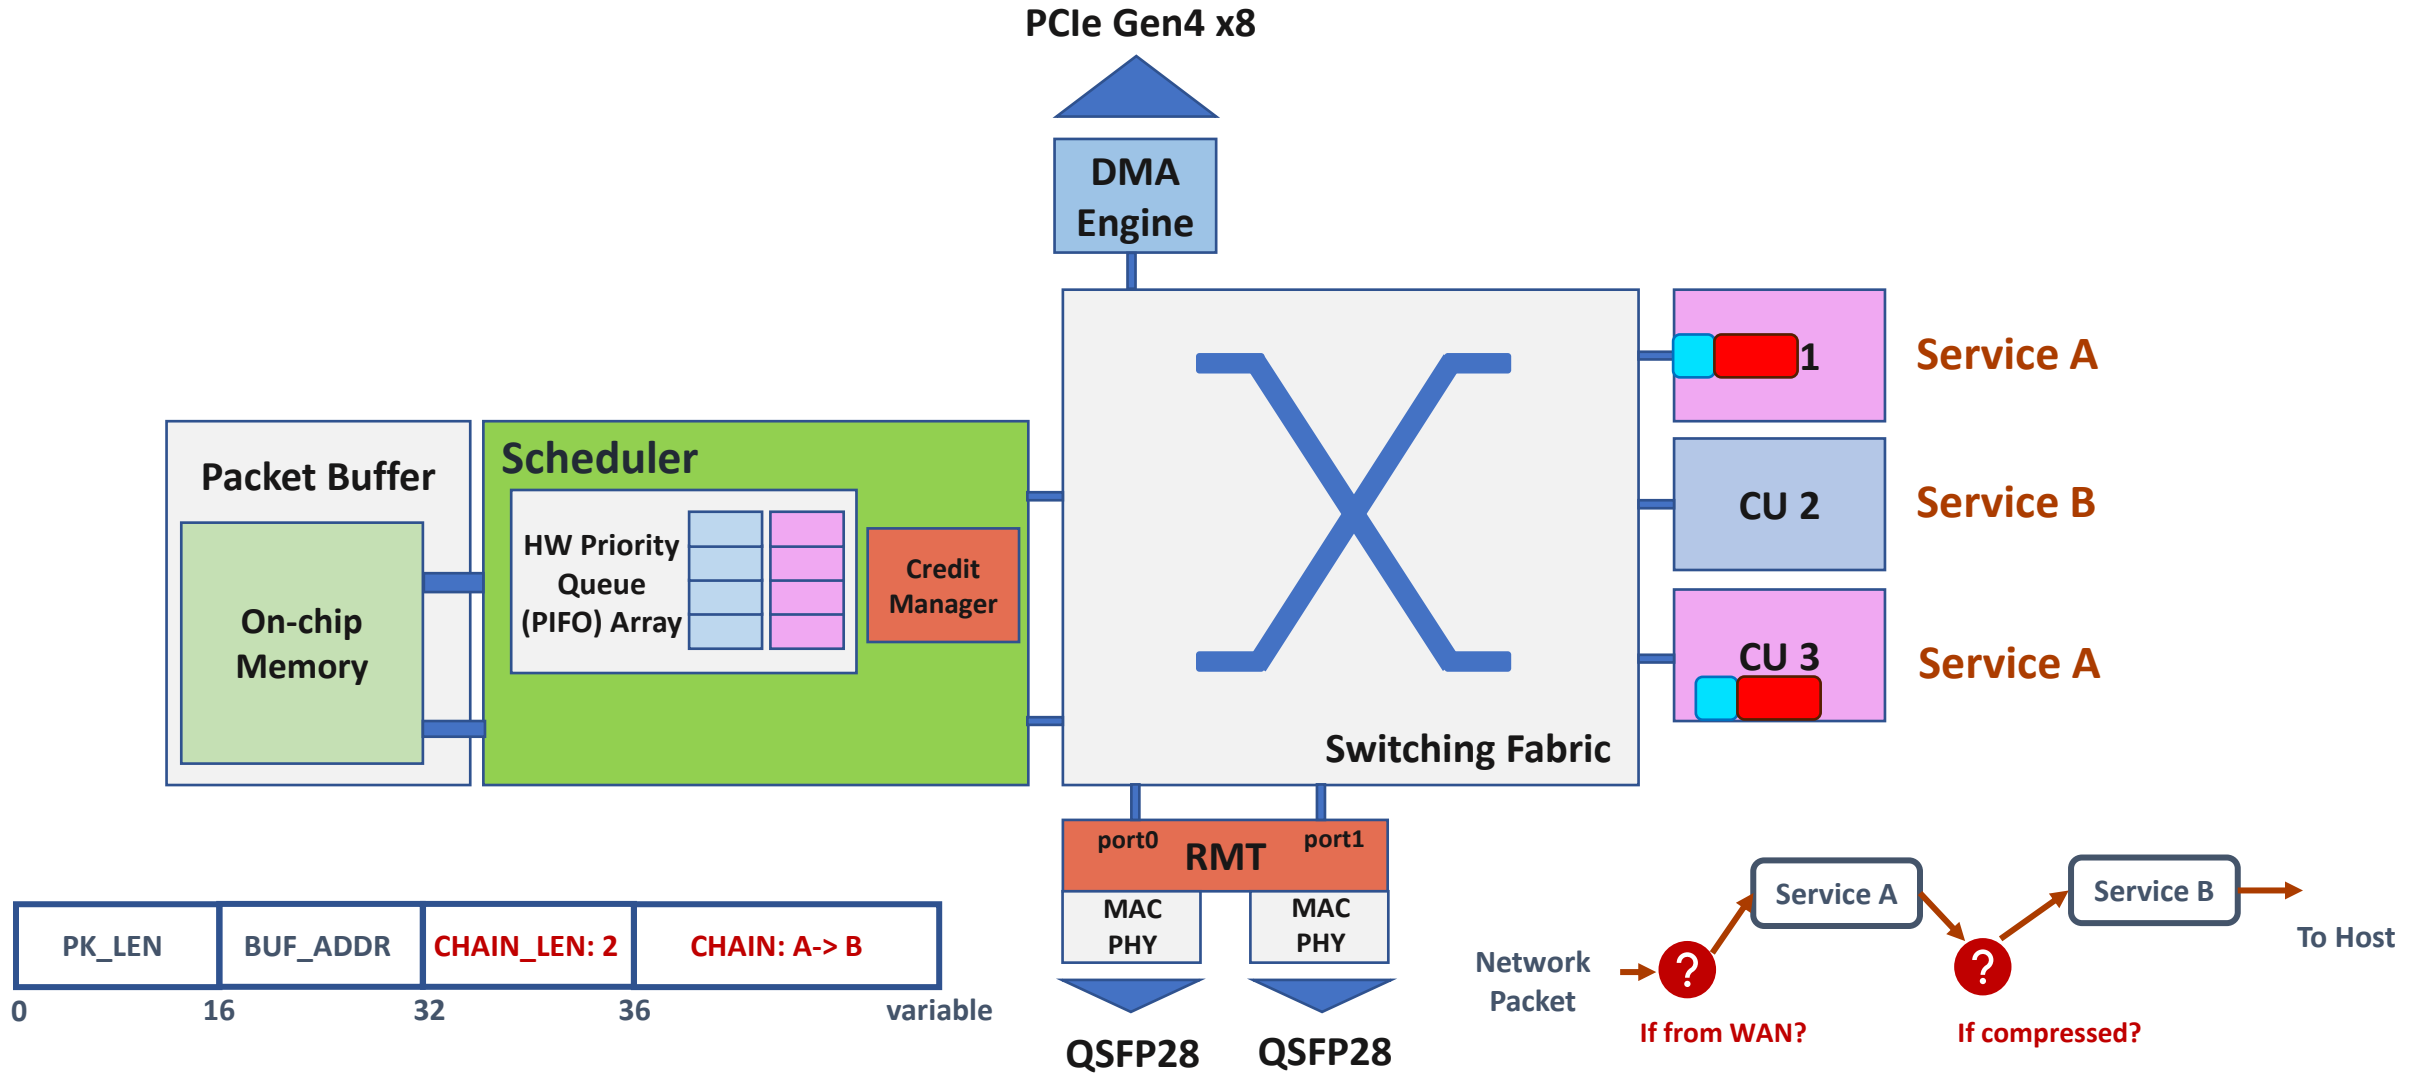 PCIe Gen4 x8
DMA
Engine
1
Service A
Packet Buffer
Scheduler
HW Priority
Queue
(PIFO) Array
Credit
Manager
On-chip
Memory
CU 2
Service B
CU 3
Service A
Switching Fabric
port0
RMT
port1
MAC
PHY
MAC
PHY
QSFP28
QSFP28
PK_LEN
BUF_ADDR
CHAIN_LEN: 2
CHAIN: A-> B
0
16
32
36
variable
Network
Packet
?
If from WAN?
Service A
?
If compressed?
Service B
To Host